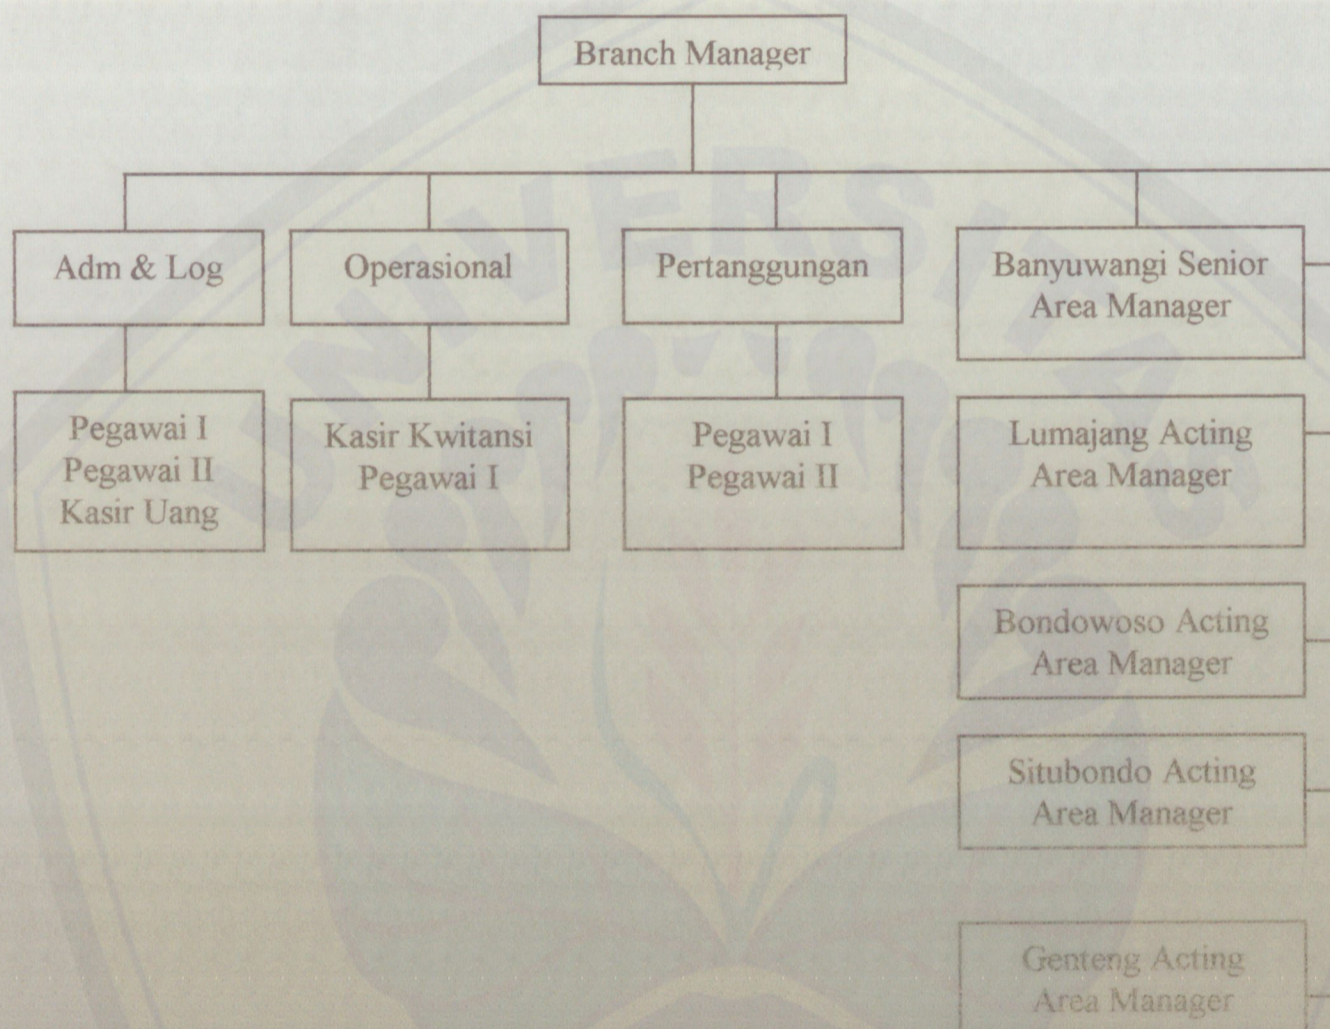 Branch Manager
Adm & Log
Operasional
Pertanggungan
Banyuwangi Senior
Area Manager
Pegawai I
Pegawai II
Kasir Uang
Kasir Kwitansi
Pegawai I
Pegawai I
Pegawai II
Lumajang Acting
Area Manager
Bondowoso Acting
Area Manager
Situbondo Acting
Area Manager
Genteng Acting
Area Manager
UNIVERSITAS